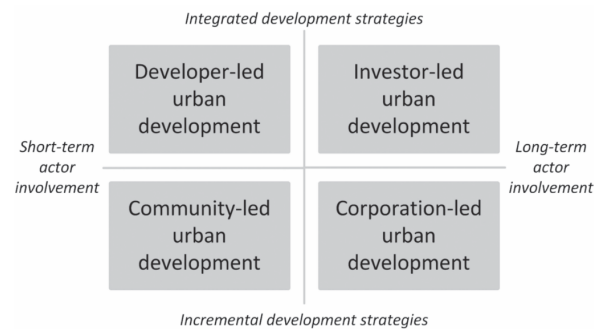 Integrated development strategies
Developer-led
urban
development
Investor-led
urban
development
Short-term
actor
involvement
Long-term
actor
involvement
Community-led
urban
development
Corporation-led
urban
development
Incremental development strategies